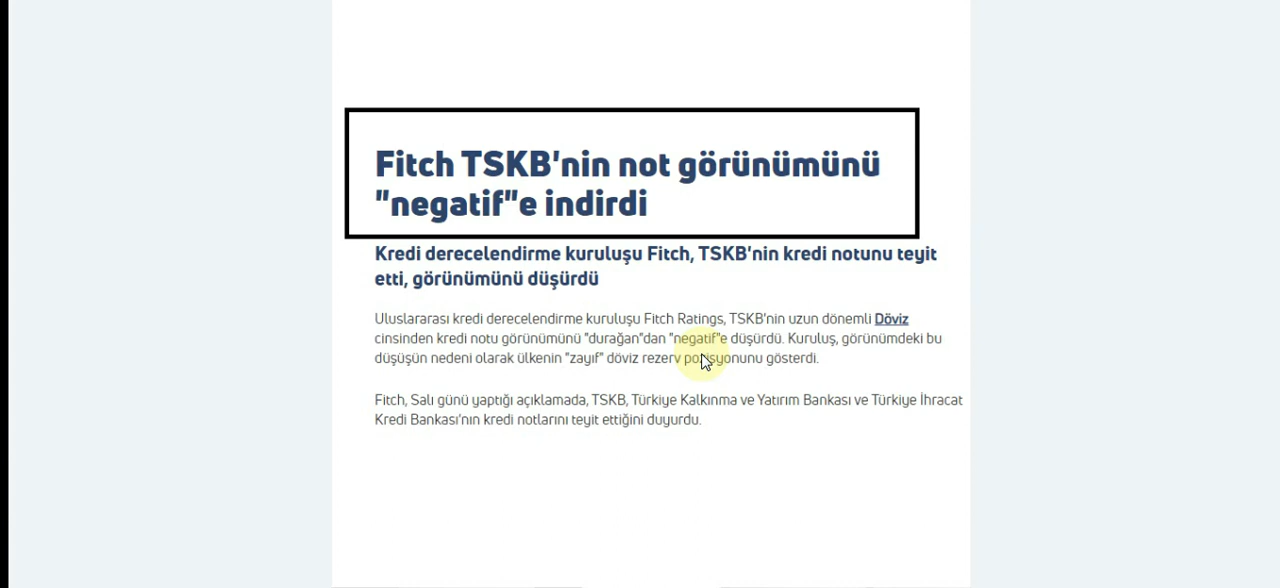 Fitch TSKB'nin not görünümünü
"negatif"e indirdi
Kredi derecelendirme kuruluşu Fitch, TSKB'nin kredi notunu teyit
etti, görünümünü düşürdü
Uluslararası kredi derecelendirme kuruluşu Fitch Ratings, TSKB'nin uzun dönemli Döviz
cinsinden kredi notu görünümünü "durağan"dan "negatif"e düşürdü. Kuruluş, görünümdeki bu
düşüşün nedeni olarak ülkenin "zayıf" döviz rezerv pozisyonunu gösterdi.
Fitch, Salı günü yaptığı açıklamada, TSKB, Türkiye Kalkınma ve Yatırım Bankası ve Türkiye İhracat
Kredi Bankası'nın kredi notlarını teyit ettiğini duyurdu.